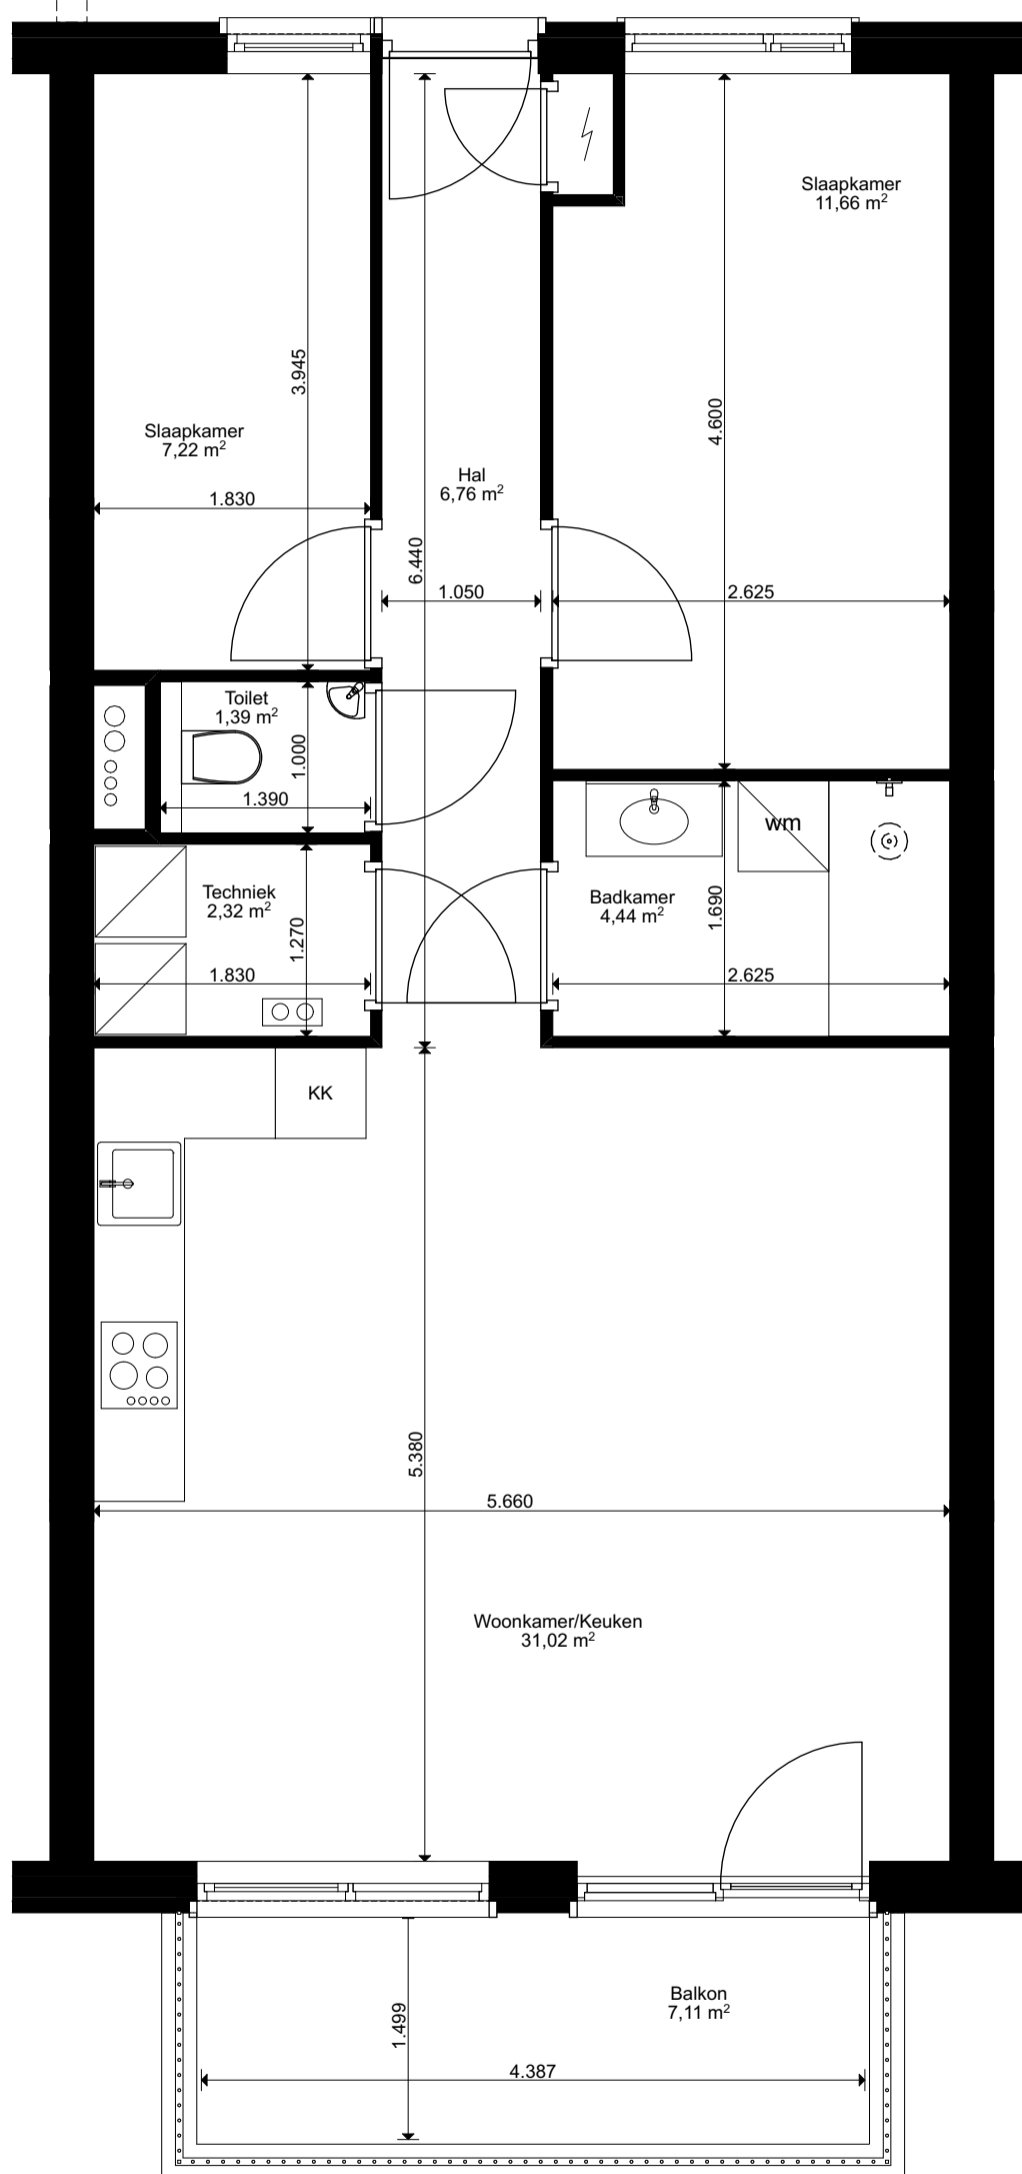 Slaapkamer
11,66 m²
3.945
4.600
Slaapkamer
7,22 m²
Hal
6,76 m²
1.830
6.440
1.050
2.625
Toilet
1,39 m²
1.000
1.390
wm
Techniek
2,32 m²
Badkamer
4,44 m²
1.690
1.270
1.830
2.625
KK
5.380
5.660
Woonkamer/Keuken
31,02 m²
Balkon
7,11 m²
1.499
4.387